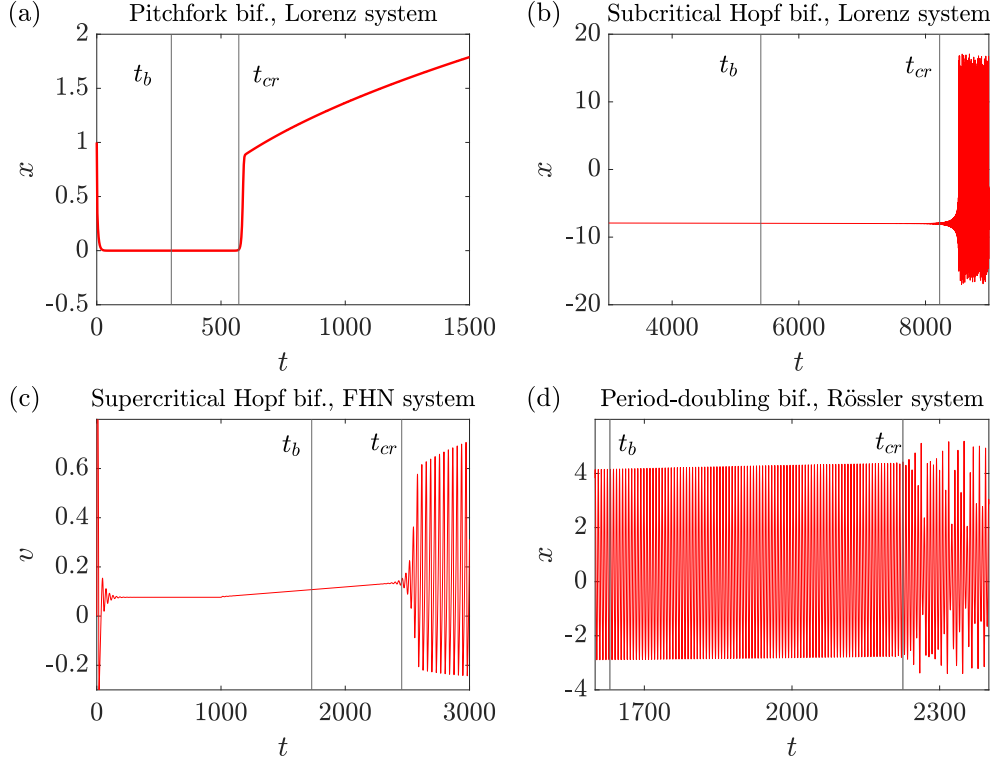 (a) Pitchfork bif., Lorenz system
2
1.5
1
0.5
0
-0.5
x
t_b
t_cr
0 500 1000 1500
t
(b) Subcritical Hopf bif., Lorenz system
20
10
0
-10
-20
x
t_b
t_cr
4000 6000 8000
t
(c) Supercritical Hopf bif., FHN system
0.6
0.4
0.2
0
-0.2
v
t_b
t_cr
0 1000 2000 3000
t
(d) Period-doubling bif., Rössler system
4
2
0
-2
-4
x
t_b
t_cr
1700 2000 2300
t